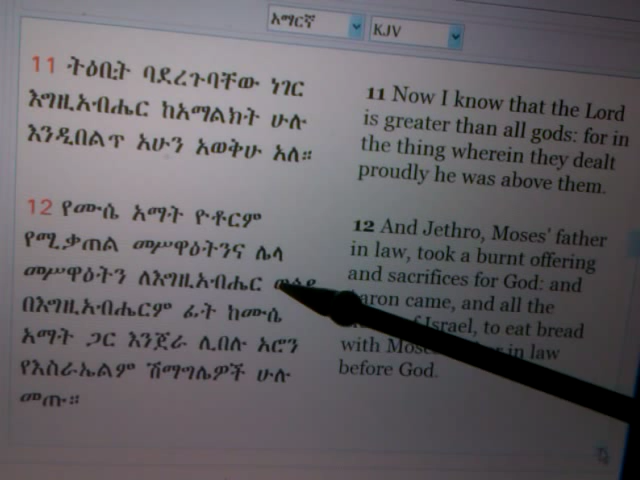 አማርኛ
KJV
11 ትዕቢት ባደረጉባቸው ነገር
እግዚአብሔር ከአማልክት ሁሉ
እንዲበልጥ አሁን አወቅሁ አለ።
12 የሙሴ አማት ዮቶርም
የሚቃጠል መሥዋዕትንና ሌላ
መሥዋዕትን ለእግዚአብሔር
በእግዚአብሔርም ፊት ከሙሴ
አማት ጋር እንጀራ ሊበሉ አሮን
የእስራኤልም ሽማግሌዎች ሁሉ
መጡ።
11 Now I know that the Lord
is greater than all gods: for in
the thing wherein they dealt
proudly he was above them.
12 And Jethro, Moses' father
in law, took a burnt offering
and sacrifices for God: and
came, and all the
Israel, to eat bread
with in law
before God.